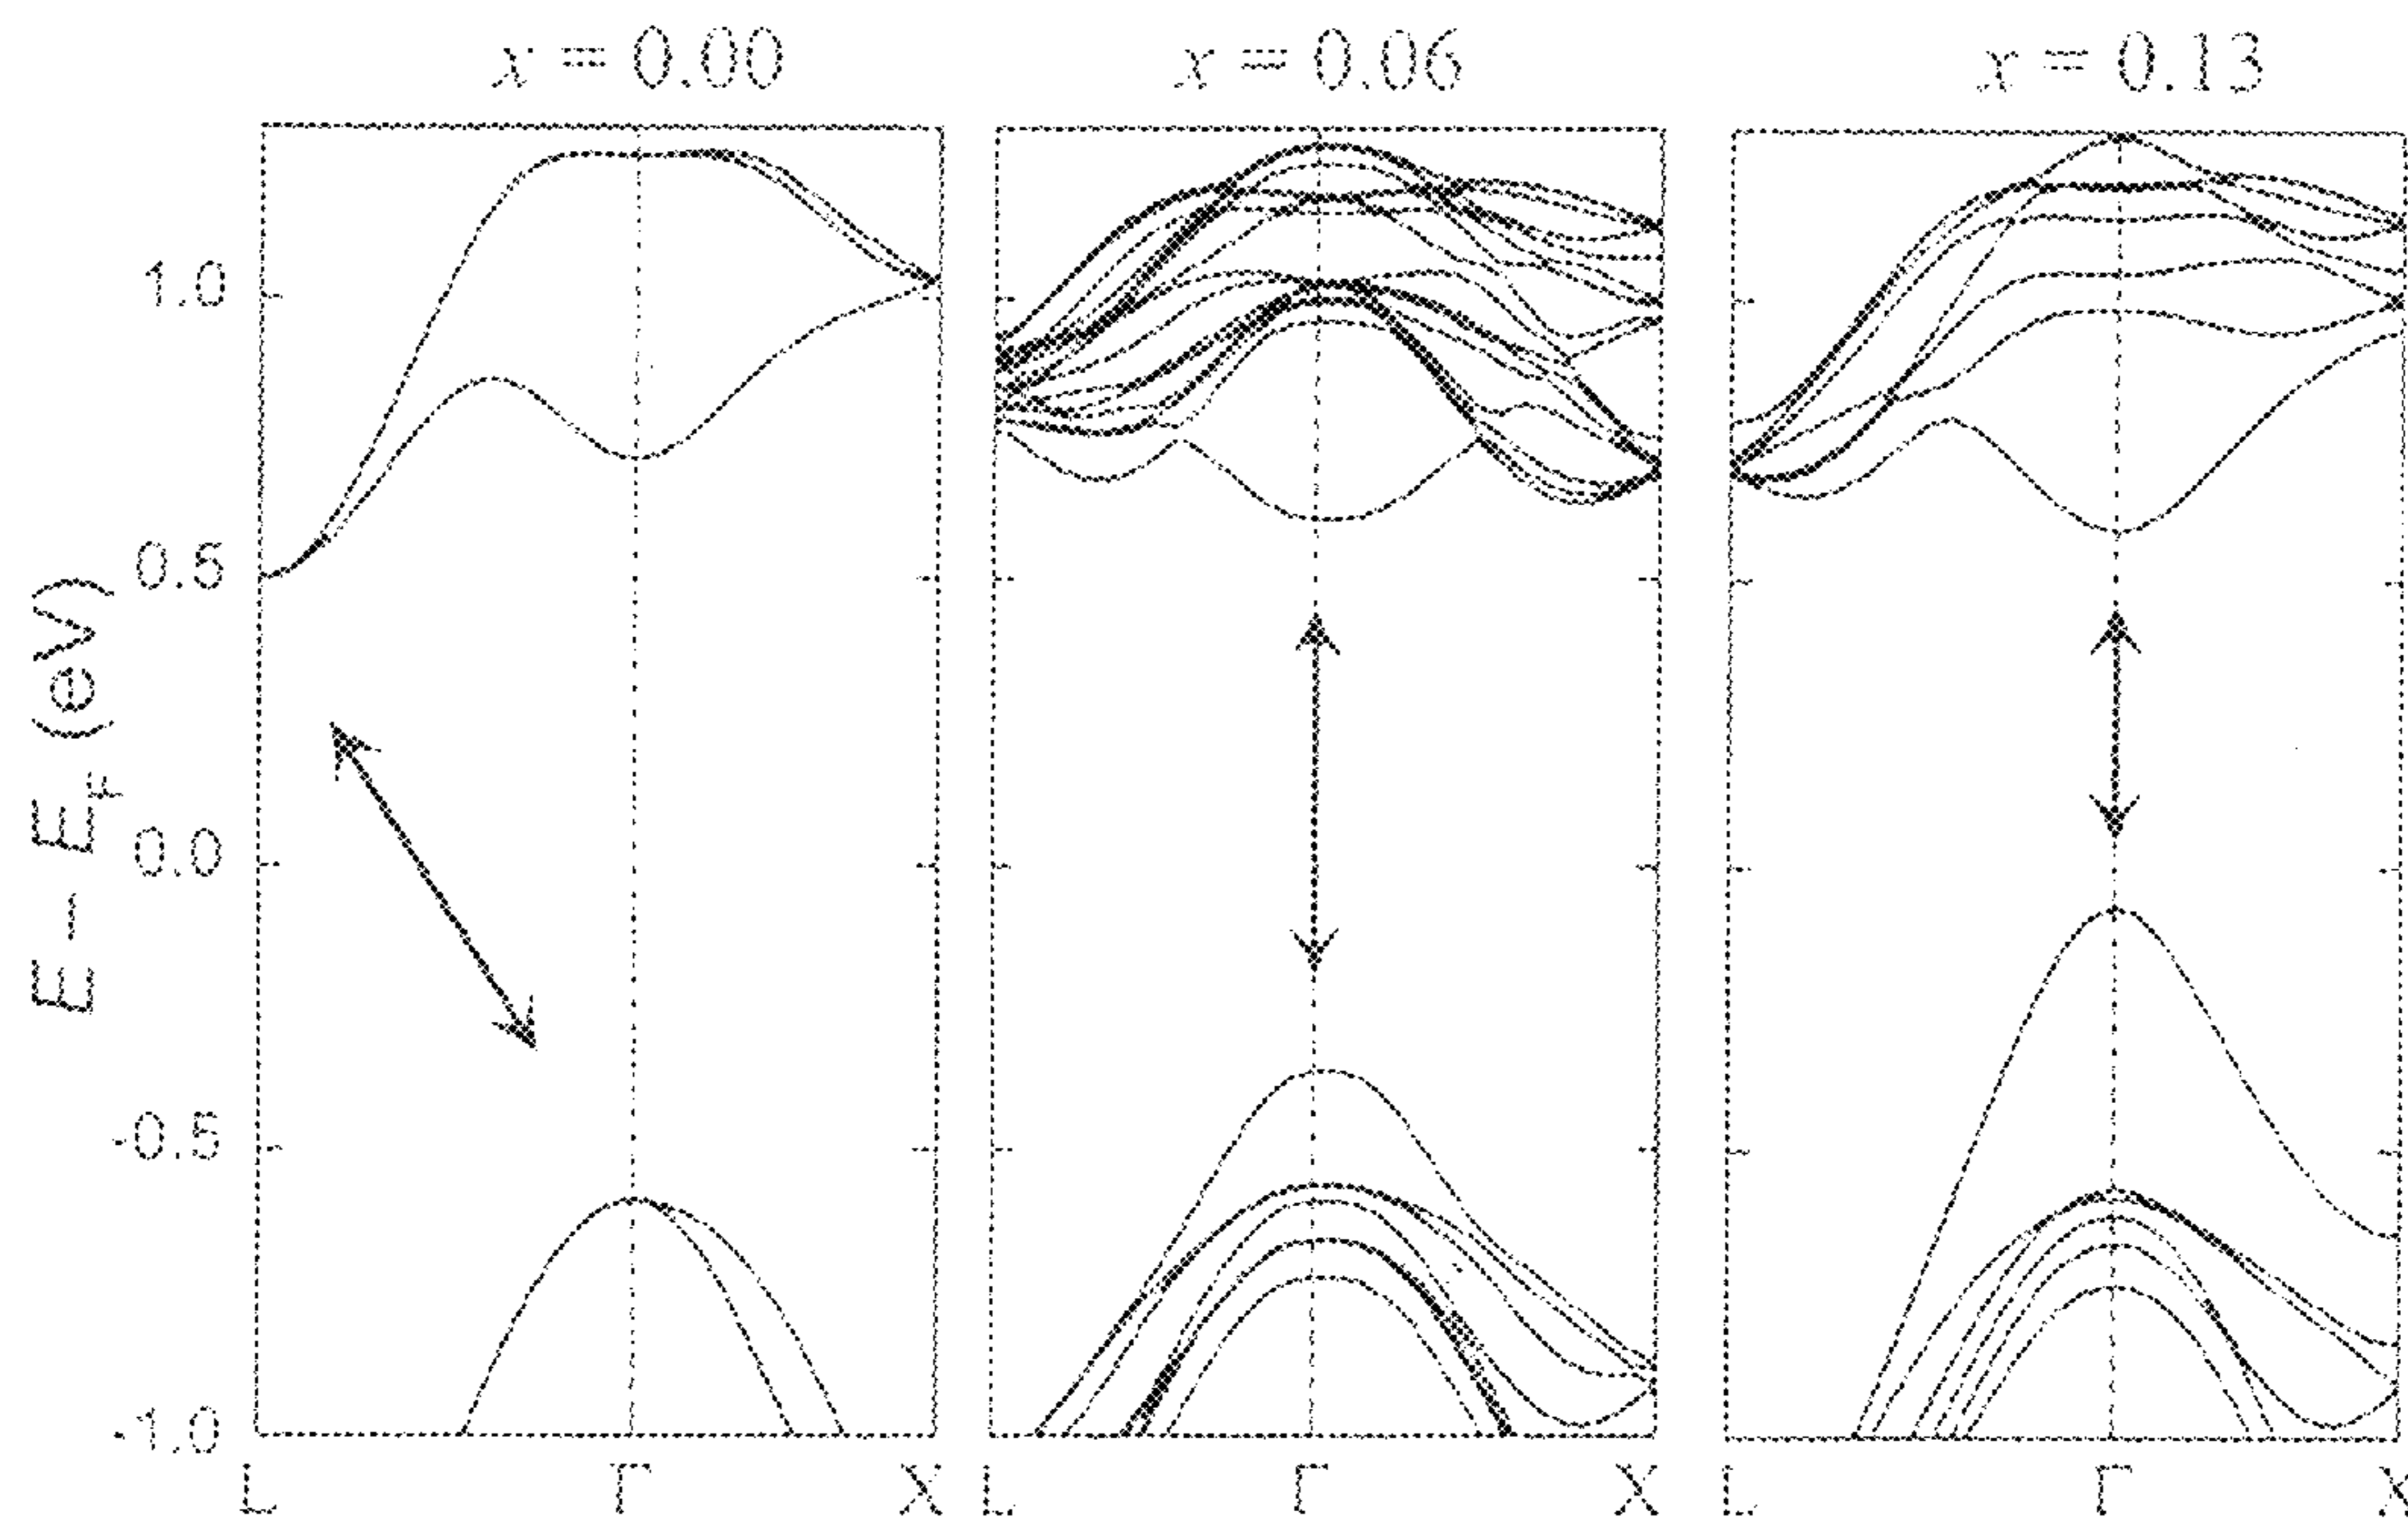 x = 0.00
x = 0.06
x = 0.13
E – E_F (eV)
1.0
0.5
0.0
-0.5
-1.0
L Γ X
L Γ X
L Γ X